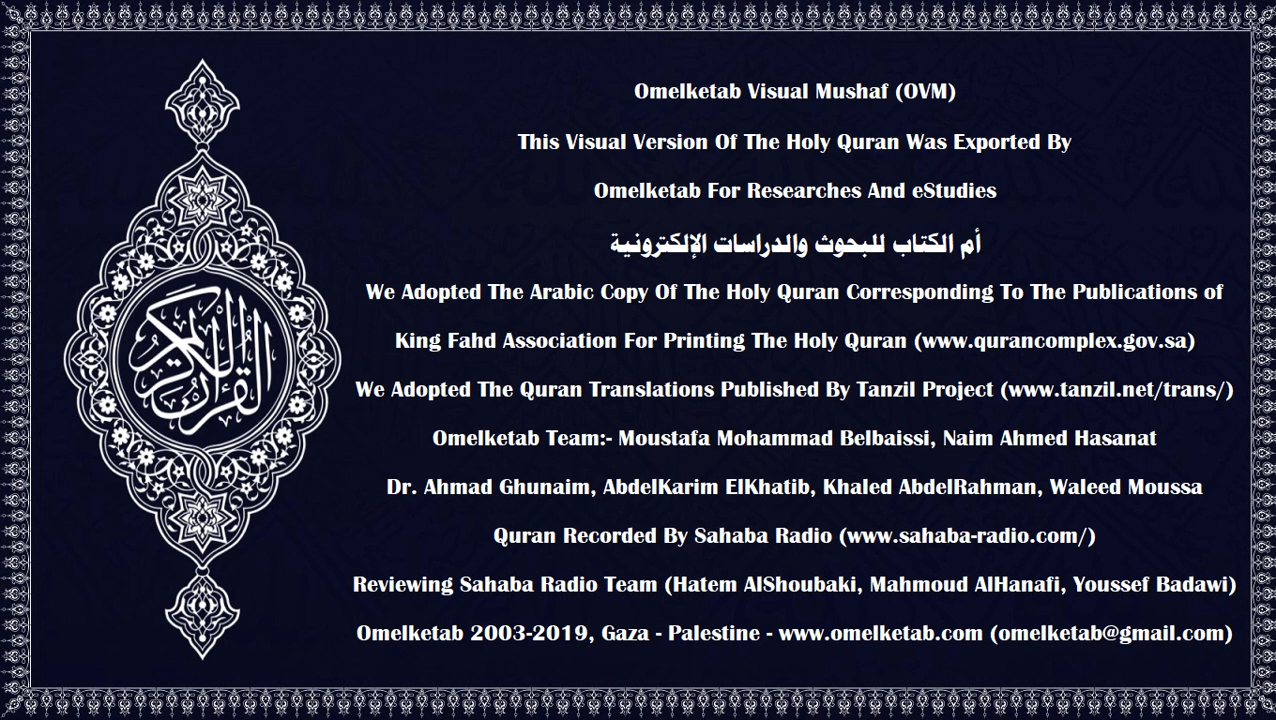 Omelketab Visual Mushaf (OVM)
This Visual Version Of The Holy Quran Was Exported By
Omelketab For Researches And eStudies
أم الكتاب للبحوث والدراسات الإلكترونية
We Adopted The Arabic Copy Of The Holy Quran Corresponding To The Publications of
King Fahd Association For Printing The Holy Quran (www.qurancomplex.gov.sa)
We Adopted The Quran Translations Published By Tanzil Project (www.tanzil.net/trans/)
Omelketab Team:- Moustafa Mohammad Belbaissi, Naim Ahmed Hasanat
Dr. Ahmad Ghunaim, AbdelKarim ElKhatib, Khaled AbdelRahman, Waleed Moussa
Quran Recorded By Sahaba Radio (www.sahaba-radio.com/)
Reviewing Sahaba Radio Team (Hatem AlShoubaki, Mahmoud AlHanafi, Youssef Badawi)
Omelketab 2003-2019, Gaza - Palestine - www.omelketab.com (omelketab@gmail.com)
القرآن الكريم